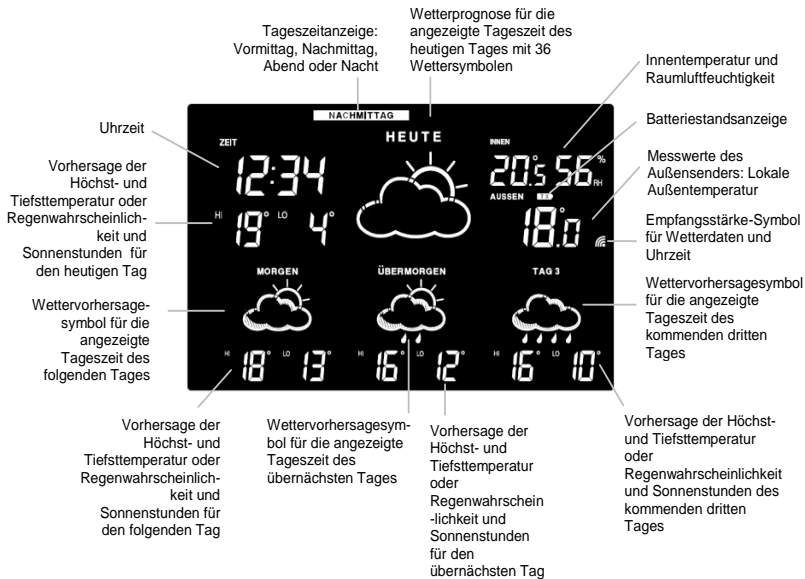 Tageszeitanzeige:
Vormittag, Nachmittag,
Abend oder Nacht
Wetterprognose für die
angezeigte Tageszeit des
heutigen Tages mit 36
Wettersymbolen
Innentemperatur und
Raumluftfeuchtigkeit
Batteriestandsanzeige
Messwerte des
Außensenders: Lokale
Außentemperatur
Empfangsstärke-Symbol
für Wetterdaten und
Uhrzeit
Wettervorhersagesymbol
für die angezeigte
Tageszeit des
kommenden dritten
Tages
Uhrzeit
Vorhersage der
Höchst- und
Tiefsttemperatur oder
Regenwahrscheinlich-
keit und
Sonnenstunden für
den heutigen Tag
Wettervorhersage-
symbol für die
angezeigte
Tageszeit des
folgenden Tages
NACHMITTAG
HEUTE
ZEIT
12:34
HI 19° LO 4°
INNEN
20.5° 56 % RH
AUSSEN TX
18.0°
MORGEN
ÜBERMORGEN
TAG 3
HI 18° LO 13°
HI 16° LO 12°
HI 16° LO 10°
Vorhersage der
Höchst- und
Tiefsttemperatur oder
Regenwahrscheinlich-
keit und
Sonnenstunden für
den folgenden Tag
Wettervorhersagesym-
bol für die angezeigte
Tageszeit des
übernächsten Tages
Vorhersage der
Höchst- und
Tiefsttemperatur
oder
Regenwahrschein
-lichkeit und
Sonnenstunden
für den
übernächsten Tag
Vorhersage der Höchst-
und Tiefsttemperatur
oder
Regenwahrscheinlichkeit
und Sonnenstunden des
kommenden dritten
Tages